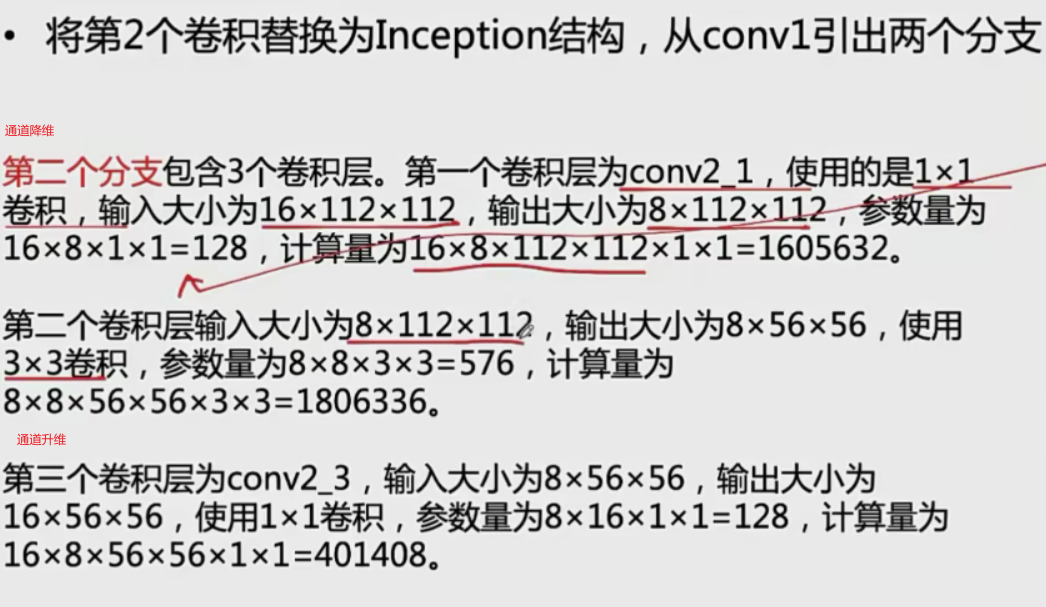 • 将第2个卷积替换为Inception结构，从conv1引出两个分支
通道降维
第二个分支包含3个卷积层。第一个卷积层为conv2_1，使用的是1×1
卷积，输入大小为16×112×112，输出大小为8×112×112，参数量为
16×8×1×1=128，计算量为16×8×112×112×1×1=1605632。
第二个卷积层输入大小为8×112×112，输出大小为8×56×56，使用
3×3卷积，参数量为8×8×3×3=576，计算量为
8×8×56×56×3×3=1806336。
通道升维
第三个卷积层为conv2_3，输入大小为8×56×56，输出大小为
16×56×56，使用1×1卷积，参数量为8×16×1×1=128，计算量为
16×8×56×56×1×1=401408。